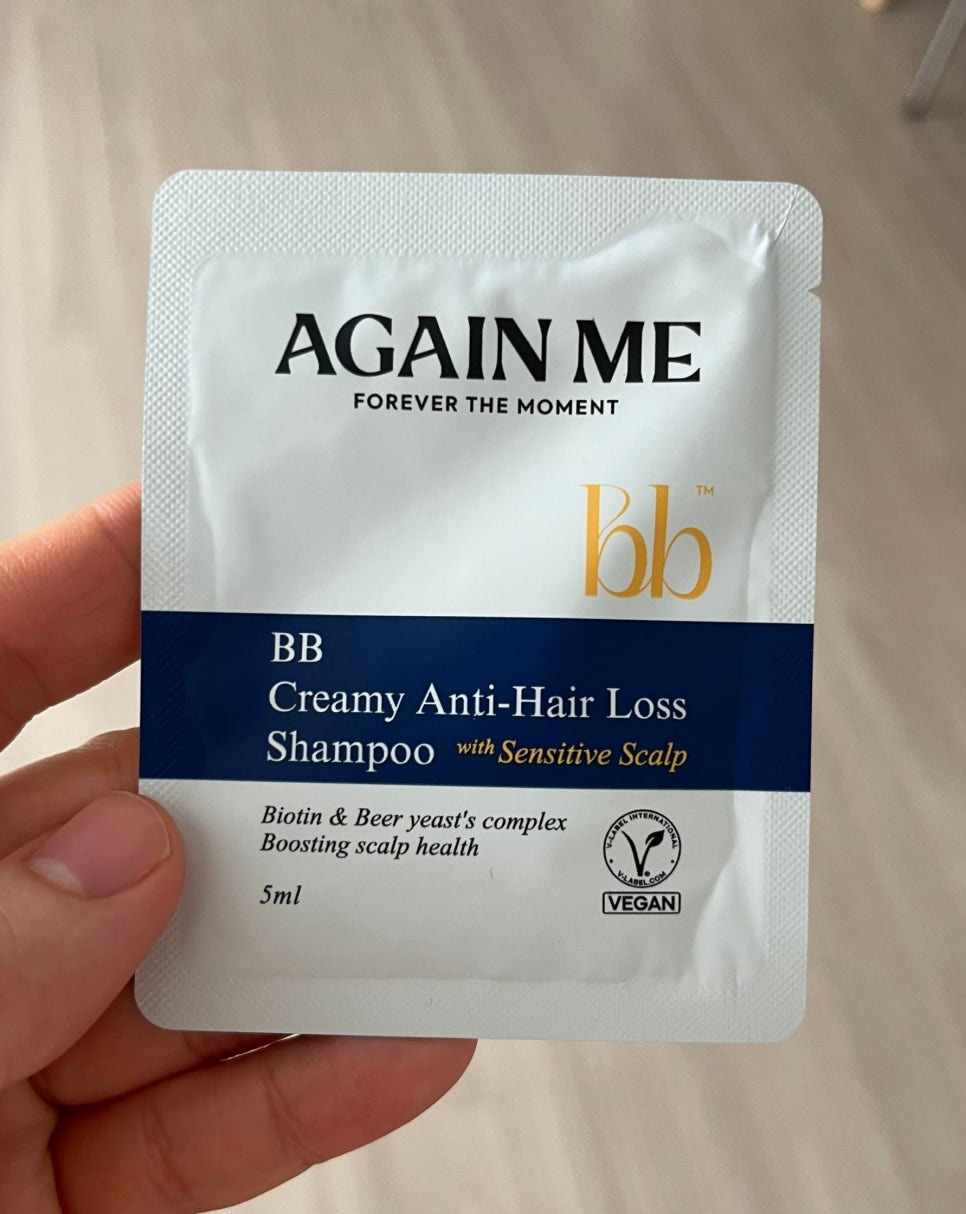 AGAIN ME
FOREVER THE MOMENT
Bb™
BB
Creamy Anti-Hair Loss
Shampoo with Sensitive Scalp
Biotin & Beer yeast's complex
Boosting scalp health
5ml
V-LABEL INTERNATIONAL
V®
V-LABEL.COM
VEGAN